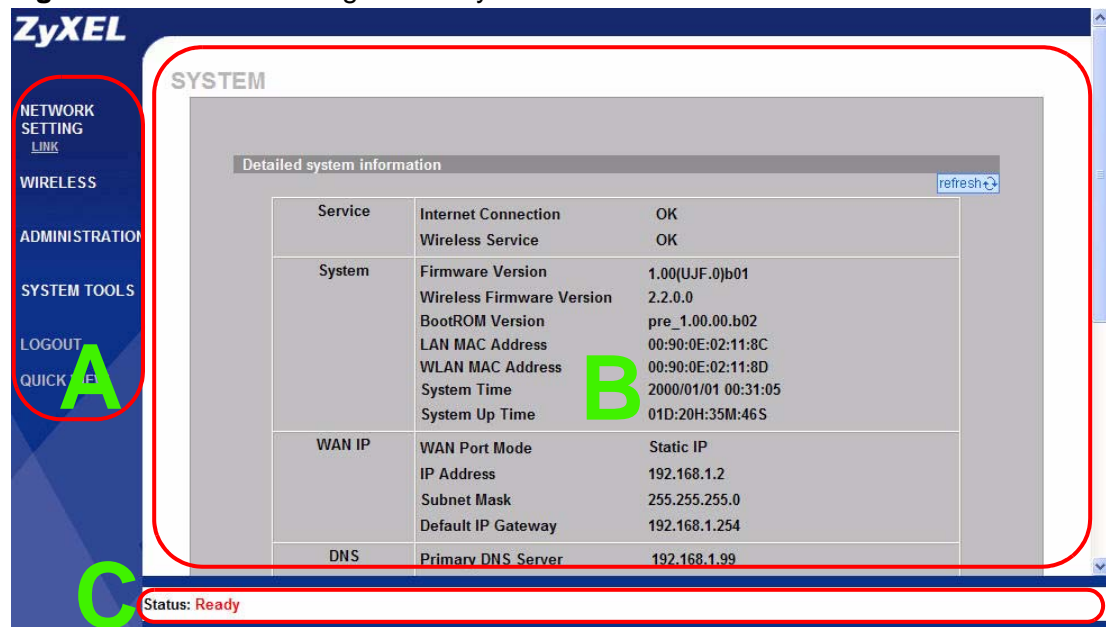 ZyXEL
SYSTEM
NETWORK
SETTING
LINK
WIRELESS
ADMINISTRATION
SYSTEM TOOLS
LOGOUT
QUICK
A
Detailed system information
refresh
Service Internet Connection OK
Wireless Service OK
System Firmware Version 1.00(UJF.0)b01
Wireless Firmware Version 2.2.0.0
BootROM Version pre_1.00.00.b02
LAN MAC Address 00:90:0E:02:11:8C
WLAN MAC Address 00:90:0E:02:11:8D
System Time 2000/01/01 00:31:05
System Up Time 01D:20H:35M:46S
B
WAN IP WAN Port Mode Static IP
IP Address 192.168.1.2
Subnet Mask 255.255.255.0
Default IP Gateway 192.168.1.254
DNS Primary DNS Server 192.168.1.99
C
Status: Ready